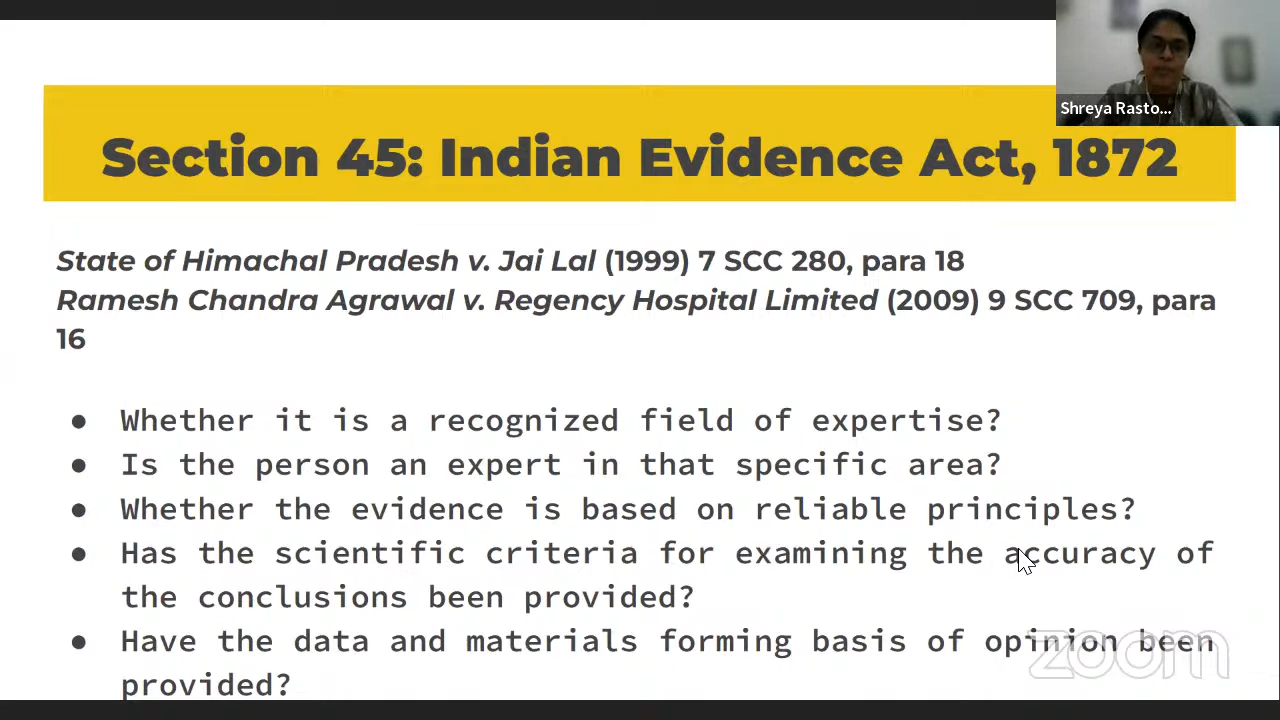 Shreya Rasto...
Section 45: Indian Evidence Act, 1872
State of Himachal Pradesh v. Jai Lal (1999) 7 SCC 280, para 18
Ramesh Chandra Agrawal v. Regency Hospital Limited (2009) 9 SCC 709, para
16
● Whether it is a recognized field of expertise?
● Is the person an expert in that specific area?
● Whether the evidence is based on reliable principles?
● Has the scientific criteria for examining the accuracy of
the conclusions been provided?
● Have the data and materials forming basis of opinion been
provided?
zoom